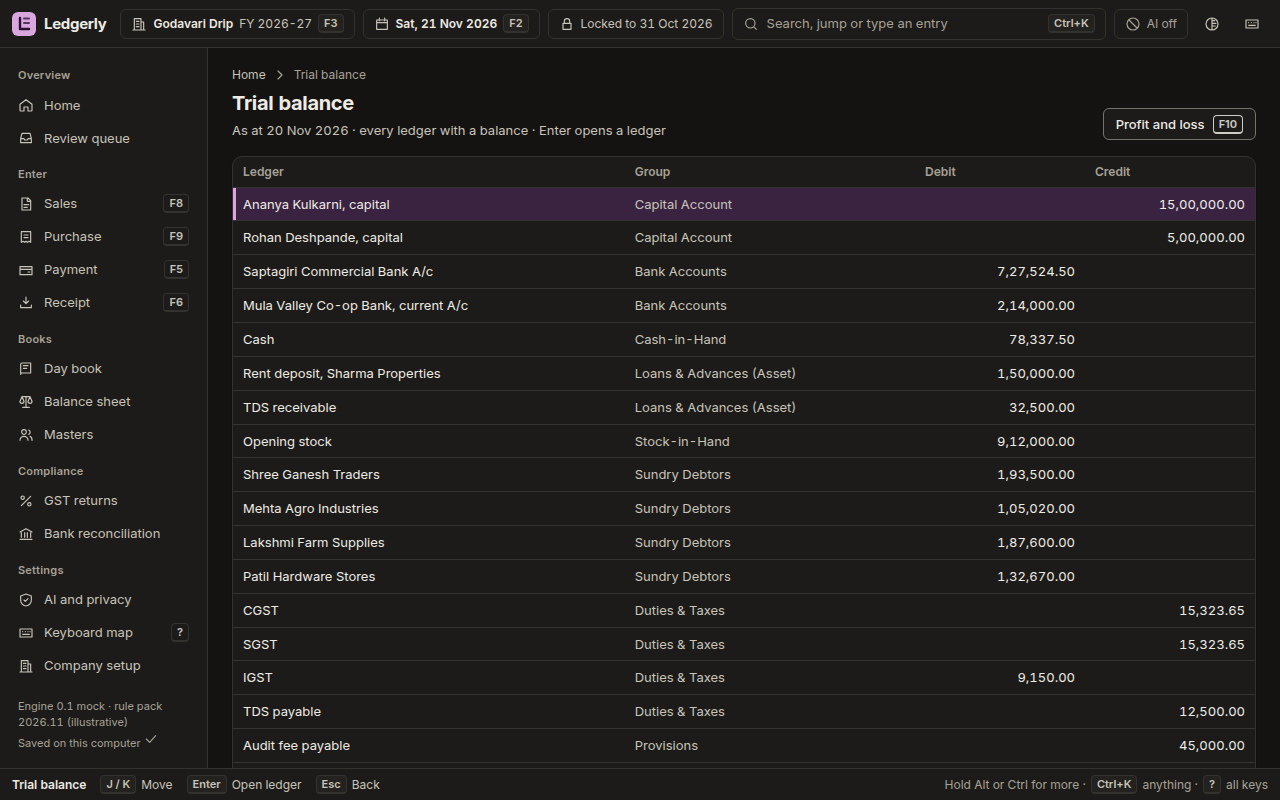 Ledgerly
Godavari Drip FY 2026-27 F3
Sat, 21 Nov 2026 F2
Locked to 31 Oct 2026
Search, jump or type an entry Ctrl+K
AI off
Overview
Home
Review queue
Enter
Sales F8
Purchase F9
Payment F5
Receipt F6
Books
Day book
Balance sheet
Masters
Compliance
GST returns
Bank reconciliation
Settings
AI and privacy
Keyboard map ?
Company setup
Engine 0.1 mock · rule pack
2026.11 (illustrative)
Saved on this computer
Home > Trial balance
Trial balance
As at 20 Nov 2026 · every ledger with a balance · Enter opens a ledger
Profit and loss F10
Ledger Group Debit Credit
Ananya Kulkarni, capital Capital Account 15,00,000.00
Rohan Deshpande, capital Capital Account 5,00,000.00
Saptagiri Commercial Bank A/c Bank Accounts 7,27,524.50
Mula Valley Co-op Bank, current A/c Bank Accounts 2,14,000.00
Cash Cash-in-Hand 78,337.50
Rent deposit, Sharma Properties Loans & Advances (Asset) 1,50,000.00
TDS receivable Loans & Advances (Asset) 32,500.00
Opening stock Stock-in-Hand 9,12,000.00
Shree Ganesh Traders Sundry Debtors 1,93,500.00
Mehta Agro Industries Sundry Debtors 1,05,020.00
Lakshmi Farm Supplies Sundry Debtors 1,87,600.00
Patil Hardware Stores Sundry Debtors 1,32,670.00
CGST Duties & Taxes 15,323.65
SGST Duties & Taxes 15,323.65
IGST Duties & Taxes 9,150.00
TDS payable Duties & Taxes 12,500.00
Audit fee payable Provisions 45,000.00
Trial balance J / K Move Enter Open ledger Esc Back
Hold Alt or Ctrl for more · Ctrl+K anything · ? all keys